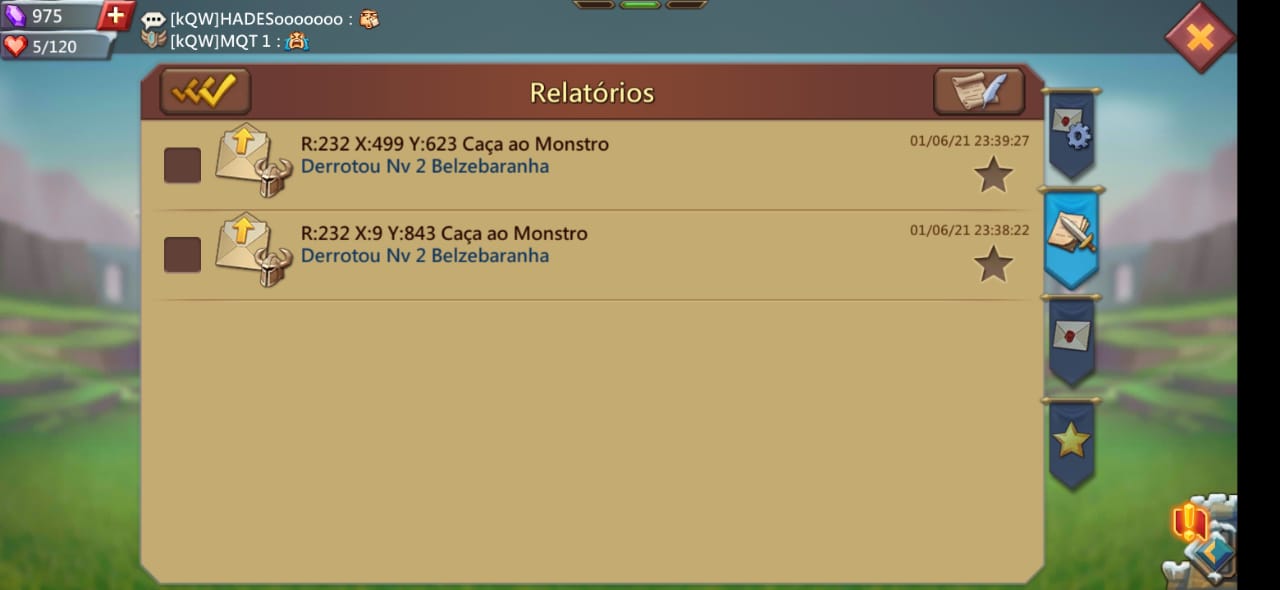 975
5/120
[kQW]HADESooooooo :
[kQW]MQT 1 :
Relatórios
R:232 X:499 Y:623 Caça ao Monstro
01/06/21 23:39:27
Derrotou Nv 2 Belzebaranha
R:232 X:9 Y:843 Caça ao Monstro
01/06/21 23:38:22
Derrotou Nv 2 Belzebaranha